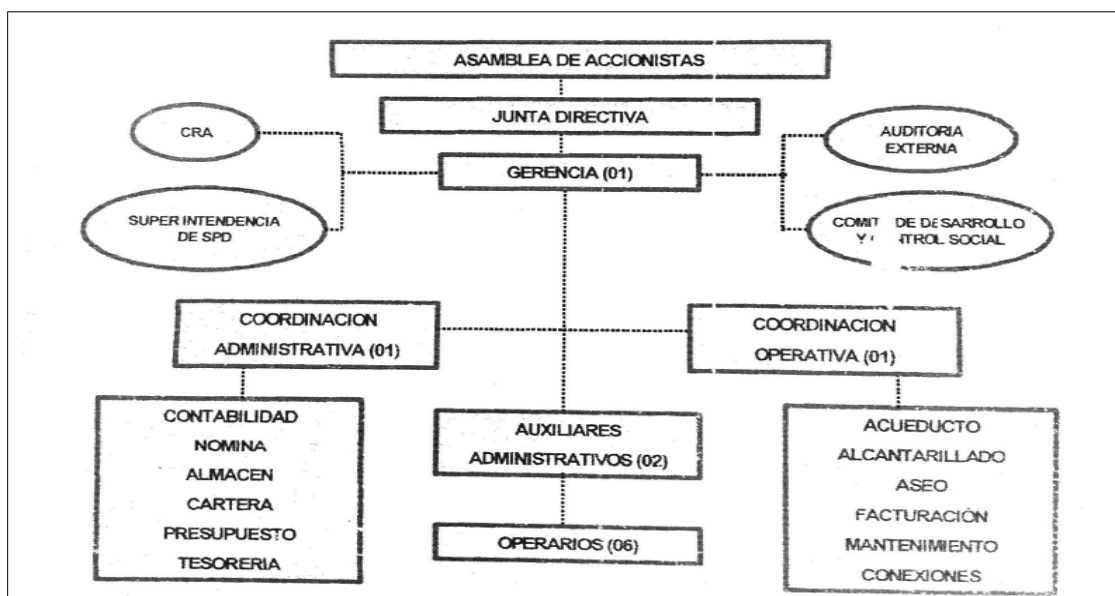 ASAMBLEA DE ACCIONISTAS
JUNTA DIRECTIVA
CRA
AUDITORIA
EXTERNA
GERENCIA (01)
SUPER INTENDENCIA
DE SPD
DE DESARROLLO
Y
SOCIAL
COORDINACION
ADMINISTRATIVA (01)
COORDINACION
OPERATIVA (01)
CONTABILIDAD
NOMINA
ALMACEN
CARTERA
PRESUPUESTO
TESORERIA
AUXILIARES
ADMINISTRATIVOS (02)
OPERARIOS (06)
ACUEDUCTO
ALCANTARILLADO
ASEO
FACTURACIÓN
MANTENIMIENTO
CONEXIONES